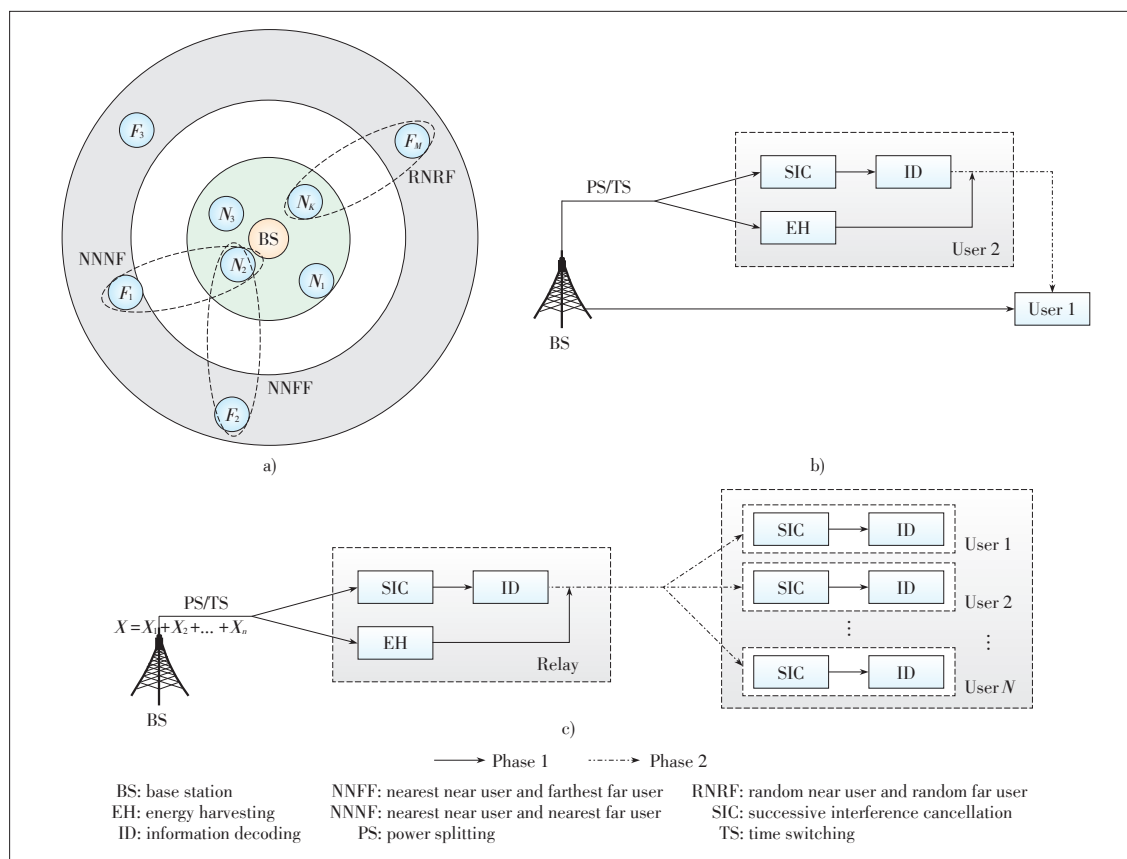 F₃
F_M
RNRF
N_K
N₃
BS
NNNF
N₂
F₁
N₁
NNFF
F₂
a)
SIC
ID
PS/TS
EH
User 2
User 1
BS
b)
SIC
ID
User 1
SIC
ID
PS/TS
SIC
ID
User 2
X=X₁+X₂+...+Xₙ
⋮
⋮
EH
Relay
SIC
ID
User N
BS
c)
Phase 1
Phase 2
BS: base station
NNFF: nearest near user and farthest far user
RNRF: random near user and random far user
EH: energy harvesting
NNNF: nearest near user and nearest far user
SIC: successive interference cancellation
ID: information decoding
PS: power splitting
TS: time switching